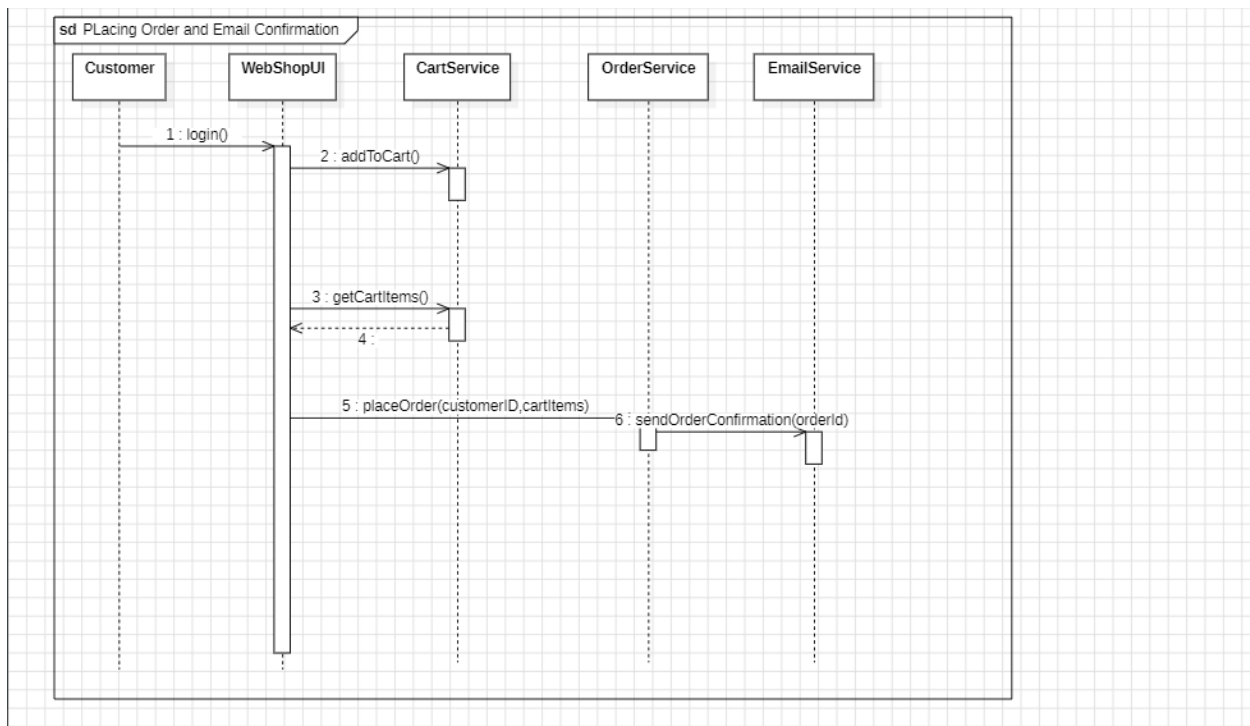 sd PLacing Order and Email Confirmation
Customer
WebShopUI
CartService
OrderService
EmailService
1 : login()
2 : addToCart()
3 : getCartItems()
4 :
5 : placeOrder(customerID,cartItems)
6 : sendOrderConfirmation(orderId)